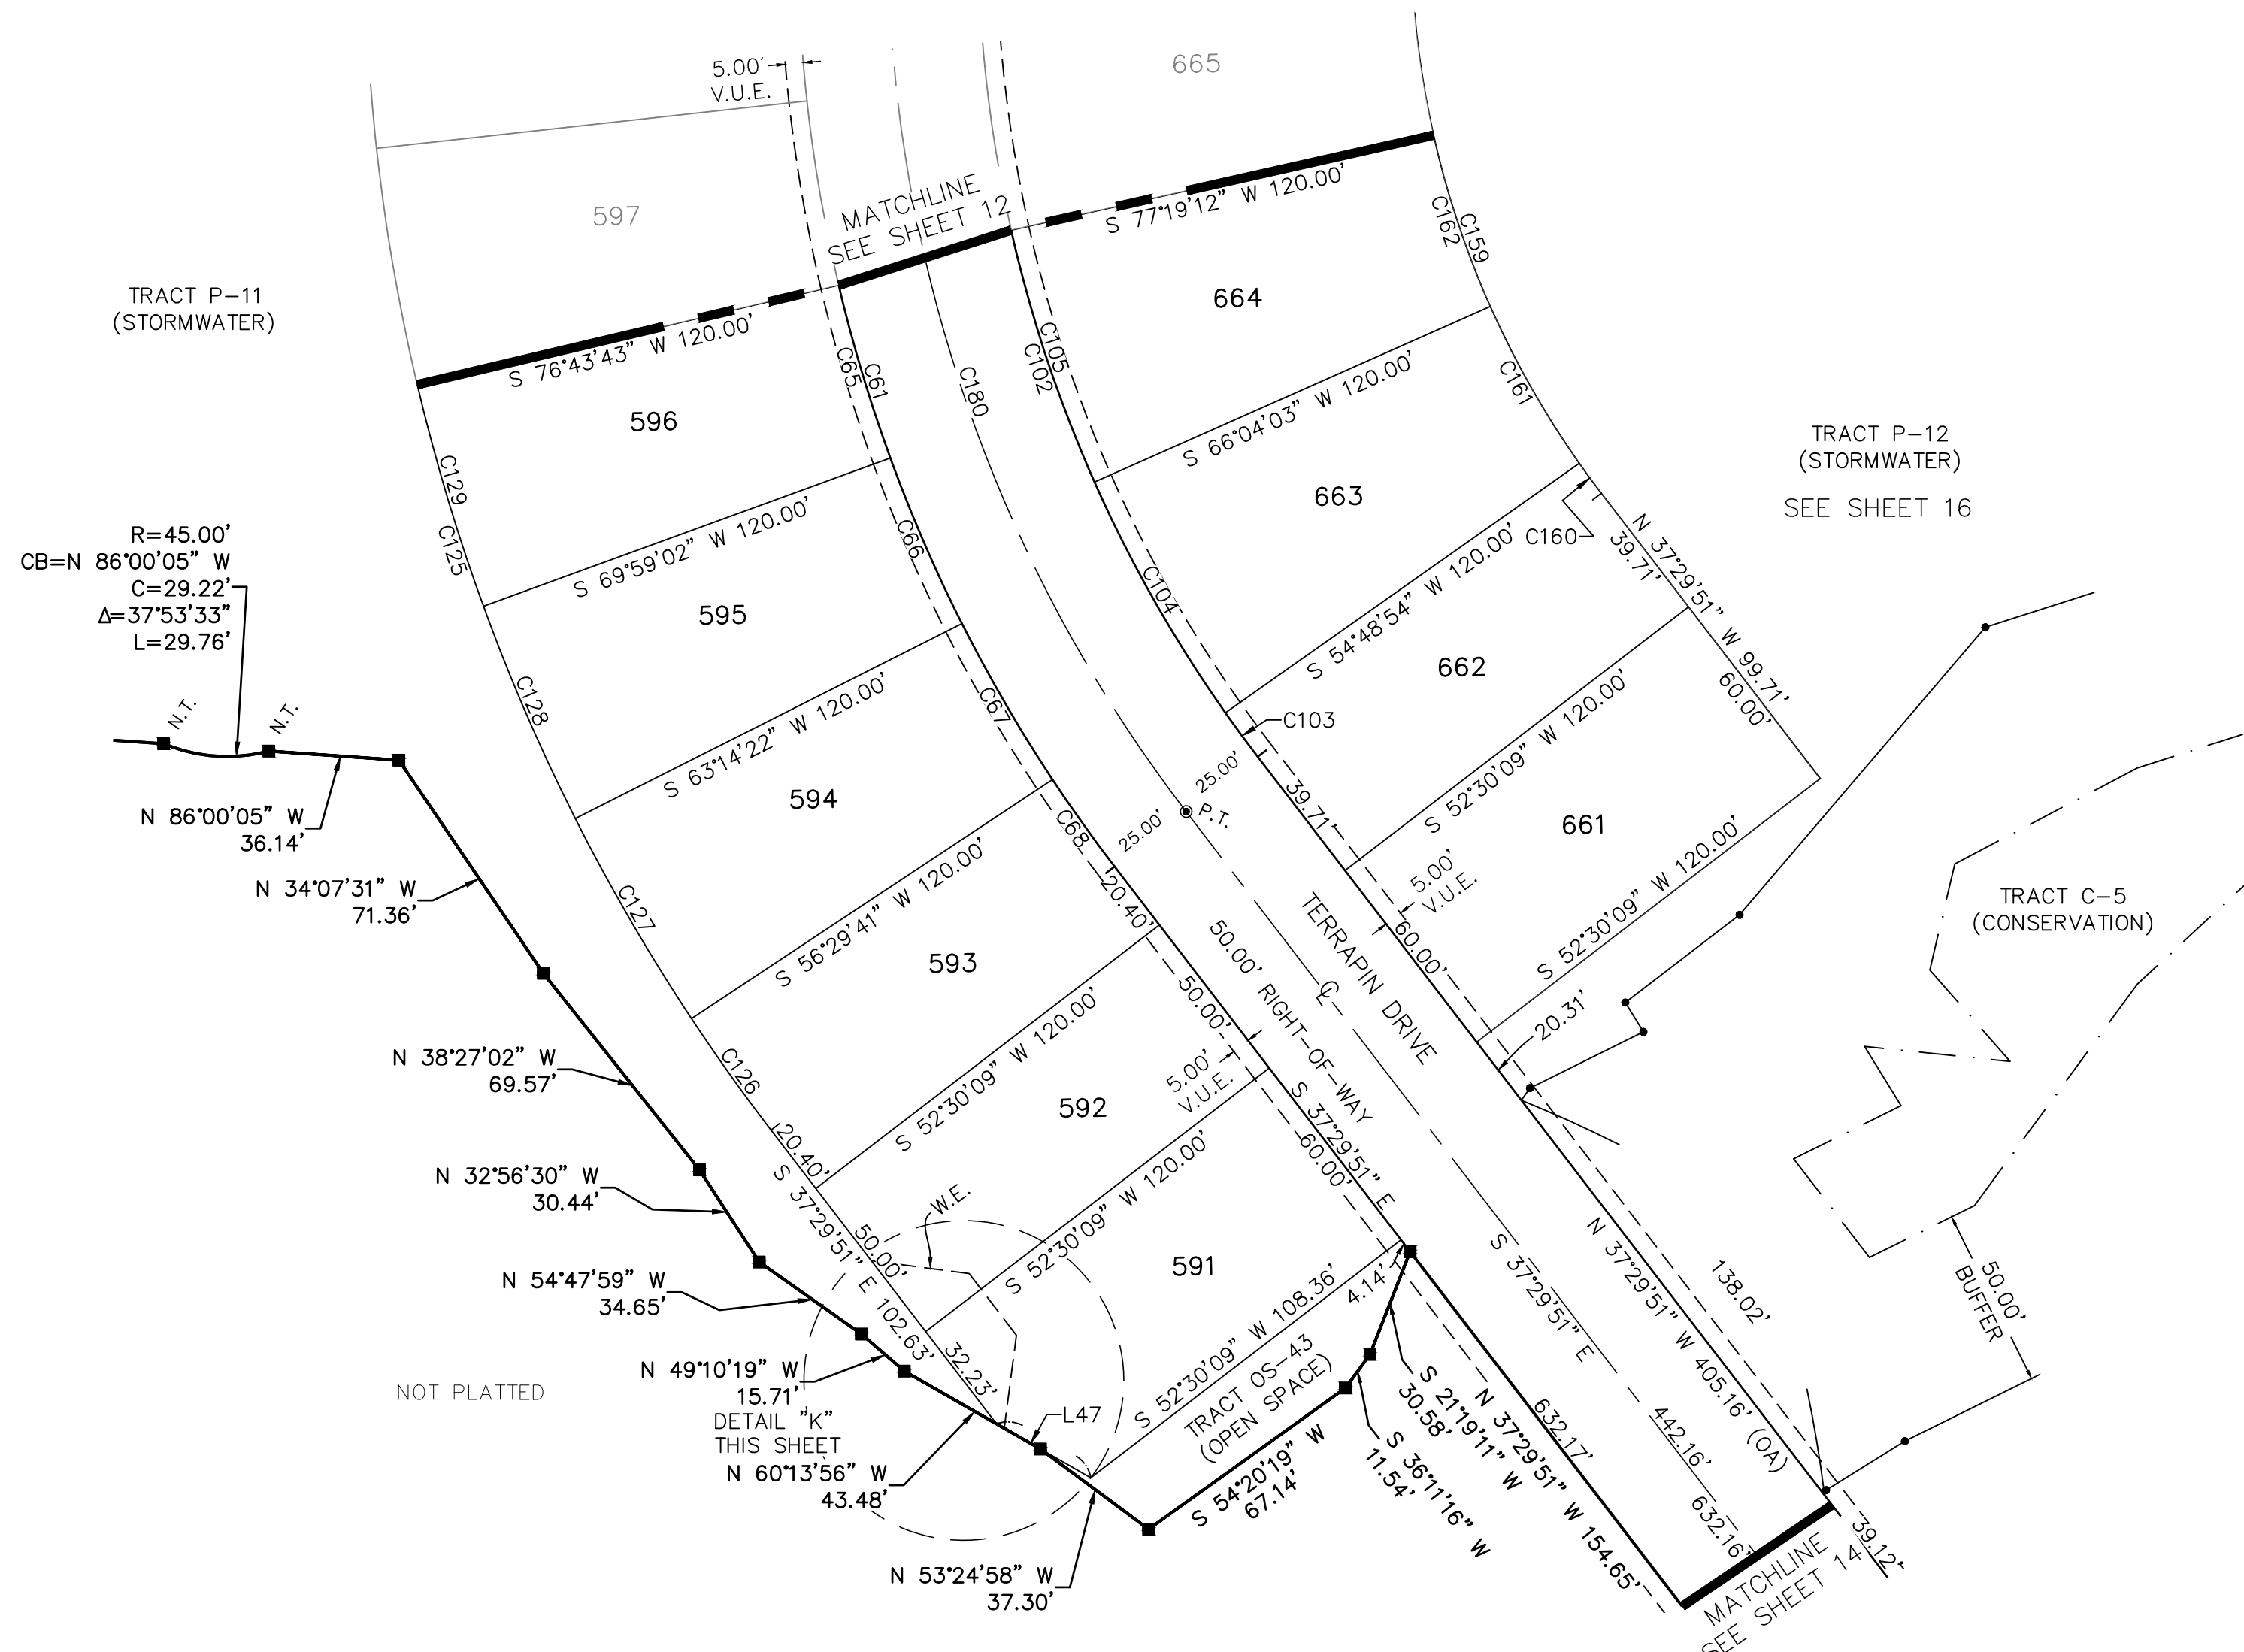 5.00'
V.U.E.
665
597
MATCHLINE
SEE SHEET 12
S 77°19'12" W 120.00'
C162
C159
TRACT P-11
(STORMWATER)
664
S 76°43'43" W 120.00'
C65
C61
C180
C105
C102
596
S 66°04'03" W 120.00'
C161
C129
C125
S 69°59'02" W 120.00'
C66
663
TRACT P-12
(STORMWATER)
SEE SHEET 16
R=45.00'
CB=N 86°00'05" W
C=29.22'
Δ=37°53'33"
L=29.76'
C160
N 37°29'51" W 99.71'
39.71'
60.00'
595
C104
S 54°48'54" W 120.00'
662
C128
S 63°14'22" W 120.00'
C67
N.T.
N.T.
C103
S 52°30'09" W 120.00'
594
25.00'
P.T.
25.00'
39.71'
661
C68
N 86°00'05" W
36.14'
N 34°07'31" W
71.36'
C127
S 56°29'41" W 120.00'
20.40'
5.00'
V.U.E.
S 52°30'09" W 120.00'
TRACT C-5
(CONSERVATION)
593
TERRAPIN DRIVE
60.00'
50.00' RIGHT-OF-WAY
℄
50.00'
20.31'
N 38°27'02" W
69.57'
C126
S 52°30'09" W 120.00'
592
5.00'
V.U.E.
S 37°29'51" E
60.00'
N 32°56'30" W
30.44'
20.40'
S 37°29'51" E 102.63'
50.00'
W.E.
S 52°30'09" W 120.00'
591
N 54°47'59" W
34.65'
S 37°29'51" E
N 37°29'51" W 405.16' (OA)
138.02'
50.00'
BUFFER
4.14'
32.23'
S 52°30'09" W 108.36'
TRACT OS-43
(OPEN SPACE)
N 49°10'19" W
15.71'
NOT PLATTED
DETAIL "K"
THIS SHEET
L47
N 60°13'56" W
43.48'
S 54°20'19" W
67.14'
S 21°19'11" W
30.58'
S 36°11'16" W
11.54'
N 37°29'51" W 154.65'
632.17'
442.16'
632.16'
39.12'
N 53°24'58" W
37.30'
MATCHLINE
SEE SHEET 14